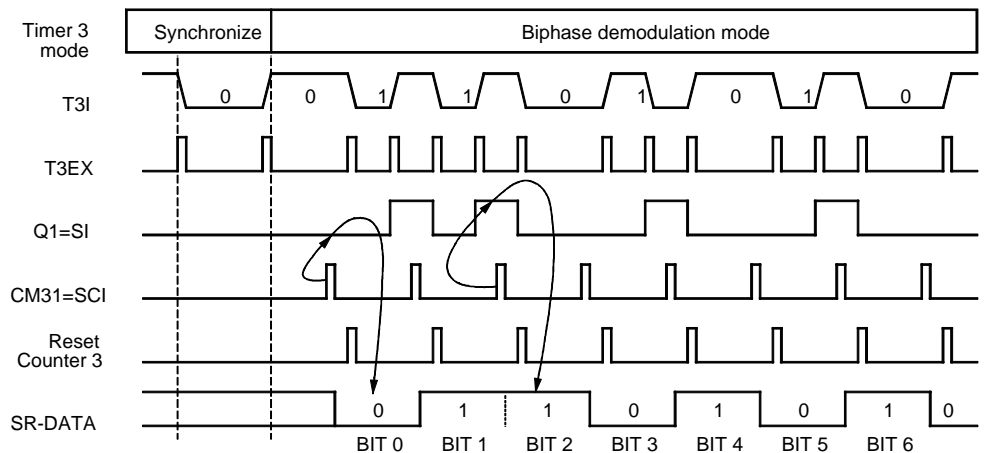 Timer 3
mode
Synchronize
Biphase demodulation mode
T3I
0 0 1 1 0 1 0 1 0
T3EX
Q1=SI
CM31=SCI
Reset
Counter 3
SR-DATA
0 1 1 0 1 0 1 0
BIT 0 BIT 1 BIT 2 BIT 3 BIT 4 BIT 5 BIT 6